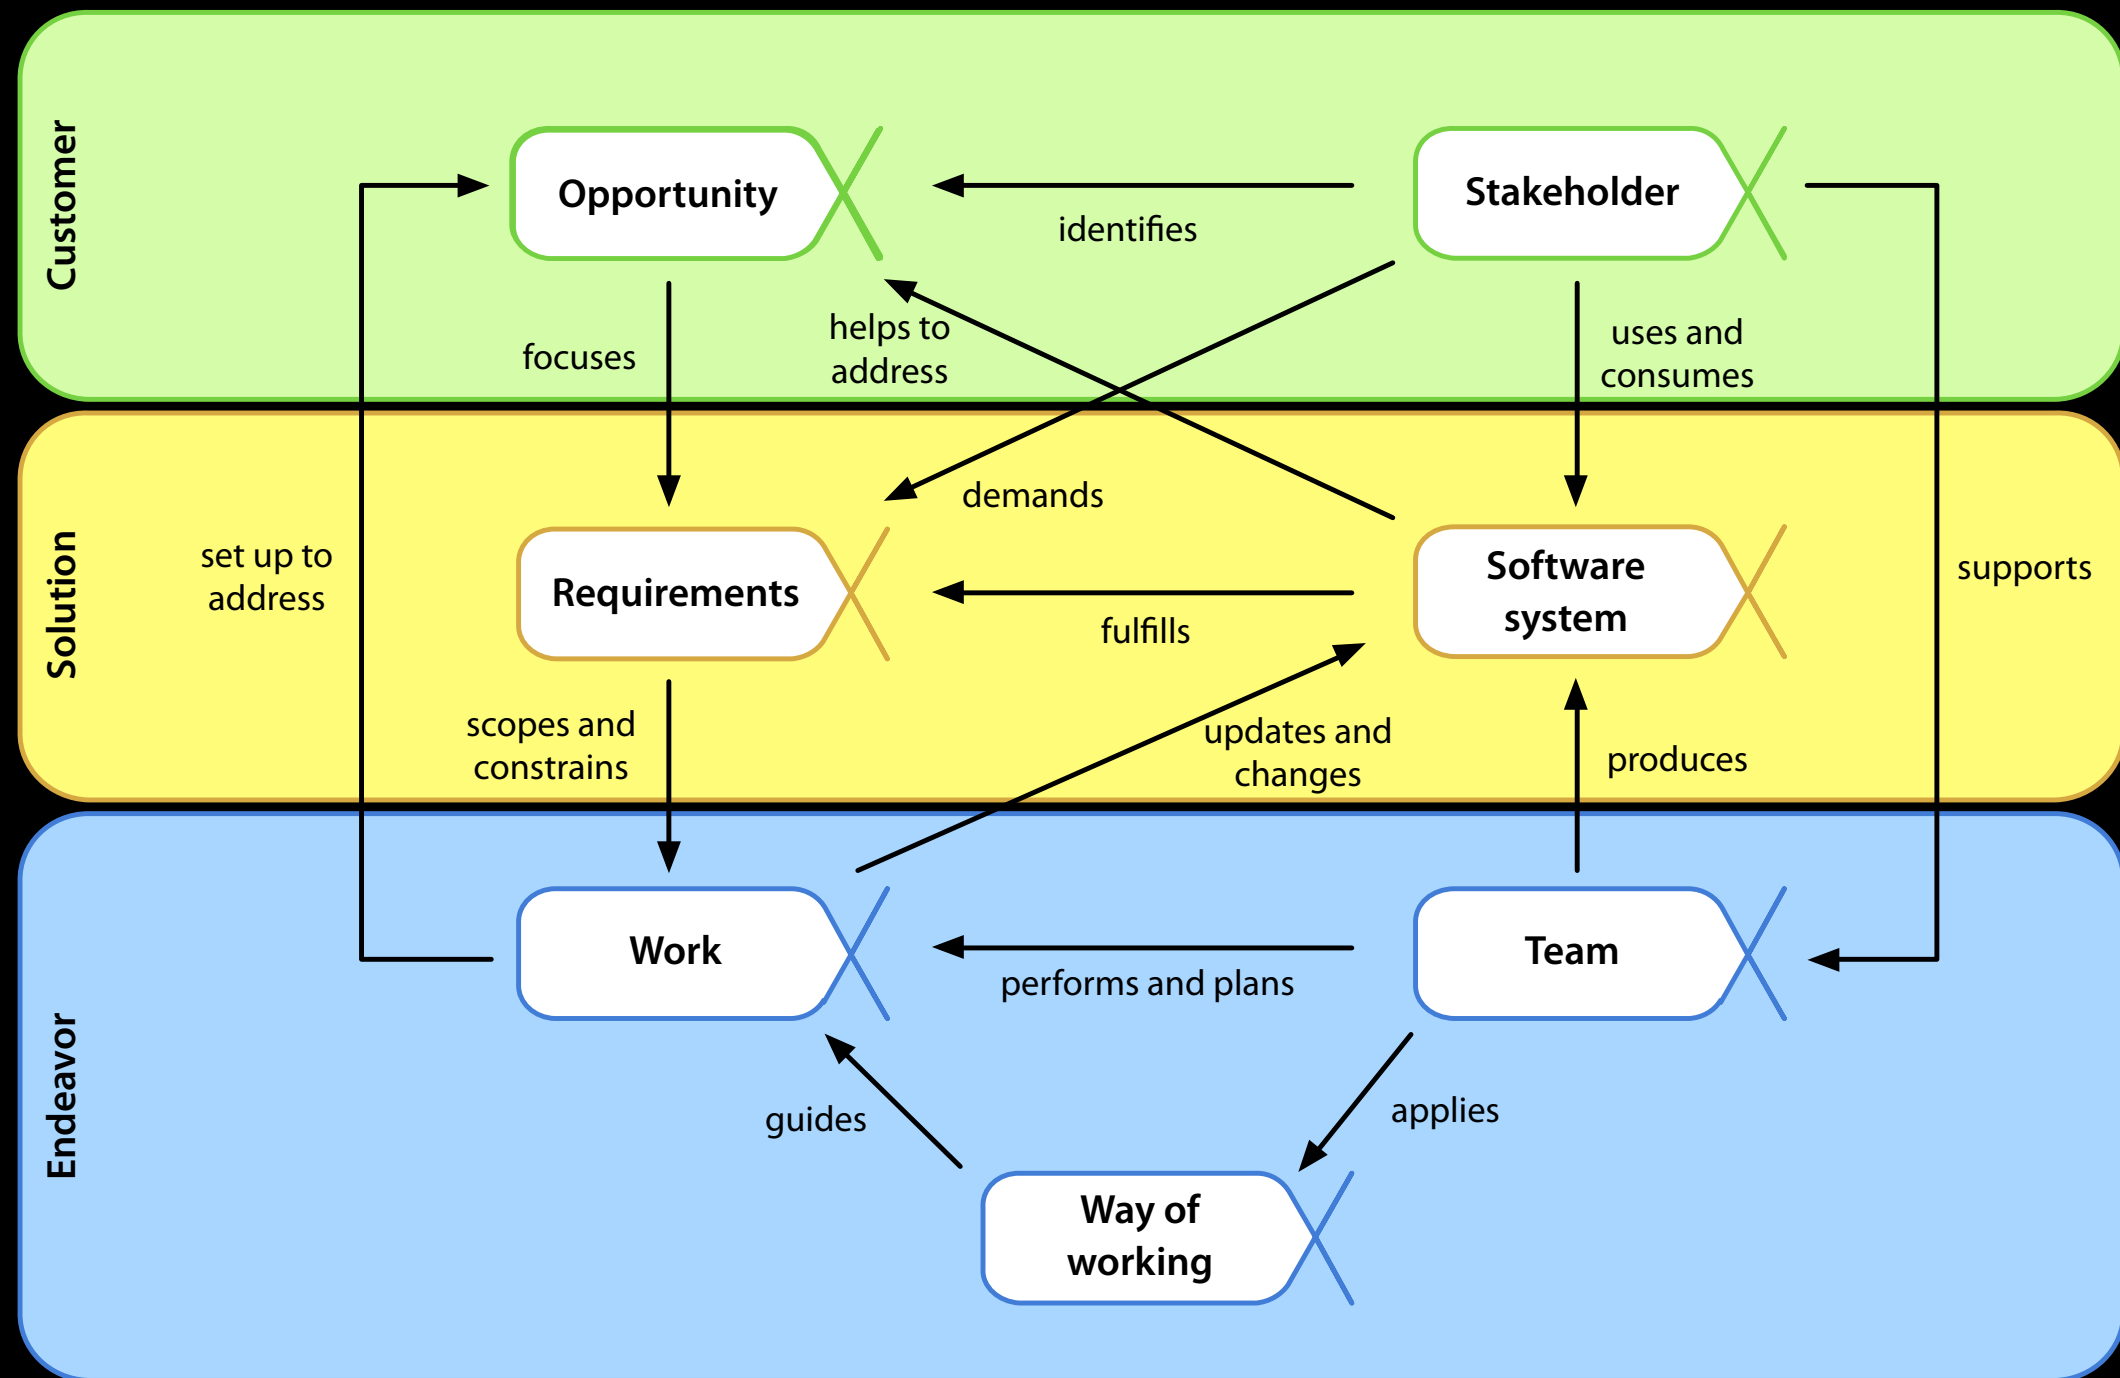 Customer
Opportunity
Stakeholder
identifies
focuses
helps to
address
uses and
consumes
demands
Solution
set up to
address
Requirements
Software
system
supports
fulfills
scopes and
constrains
updates and
changes
produces
Endeavor
Work
Team
performs and plans
guides
applies
Way of
working